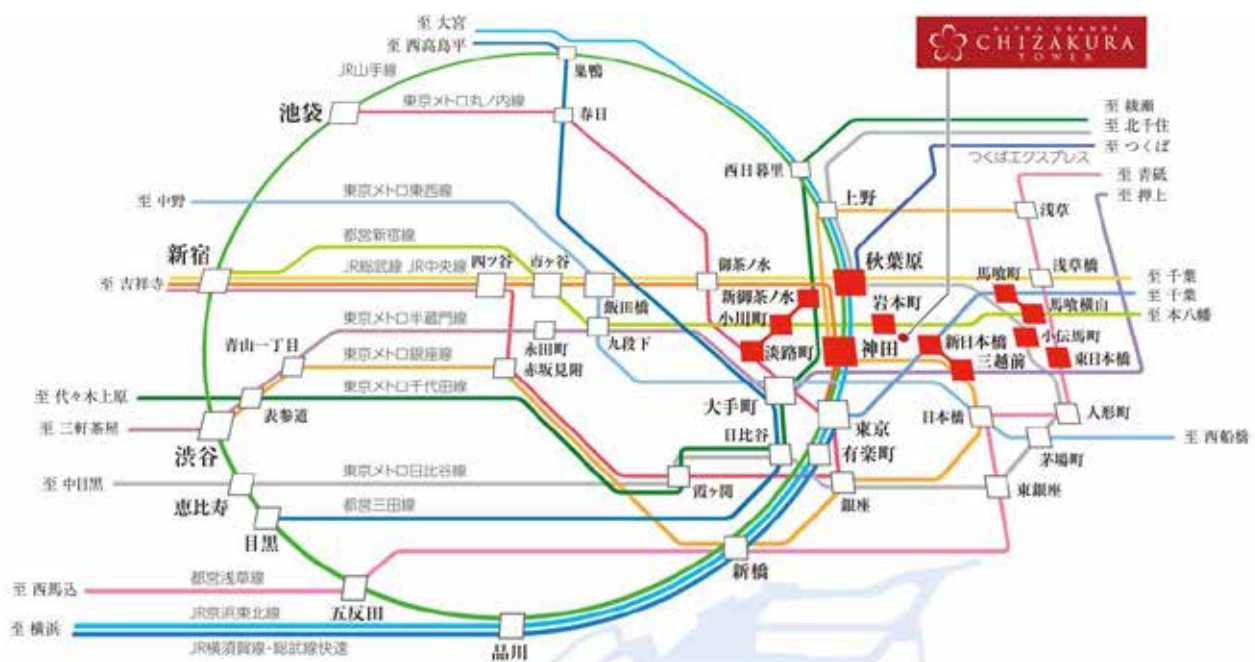 至 大宮
至 西高島平
ALPHA GRANDE
CHIZAKURA
TOWER
JR山手線
巣鴨
池袋
東京メトロ丸ノ内線
春日
至 綾瀬
至 北千住
至 つくば
つくばエクスプレス
西日暮里
至 青砥
至 押上
至 中野
東京メトロ東西線
上野
浅草
都営新宿線
新宿
JR総武線 JR中央線
四ツ谷
市ヶ谷
御茶ノ水
秋葉原
馬喰町
浅草橋
至 吉祥寺
至 千葉
至 千葉
至 本八幡
飯田橋
新御茶ノ水
岩本町
馬喰横山
小川町
東京メトロ半蔵門線
永田町
九段下
淡路町
神田
新日本橋
小伝馬町
青山一丁目
東京メトロ銀座線
赤坂見附
三越前
東日本橋
東京メトロ千代田線
至 代々木上原
表参道
大手町
東京
日本橋
人形町
至 三軒茶屋
渋谷
日比谷
有楽町
茅場町
至 西船橋
東京メトロ日比谷線
至 中目黒
恵比寿
霞ヶ関
銀座
東銀座
都営三田線
目黒
新橋
都営浅草線
至 西馬込
五反田
JR京浜東北線
至 横浜
JR横須賀線・総武線快速
品川